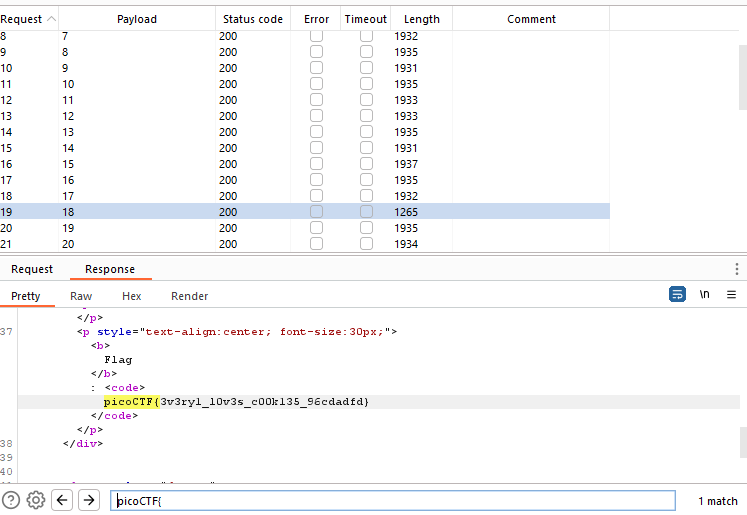 Request Payload Status code Error Timeout Length Comment
8 7 200 1932
9 8 200 1935
10 9 200 1931
11 10 200 1935
12 11 200 1933
13 12 200 1933
14 13 200 1935
15 14 200 1931
16 15 200 1937
17 16 200 1935
18 17 200 1932
19 18 200 1265
20 19 200 1935
21 20 200 1934
Request Response
Pretty Raw Hex Render \n
</p>
37 <p style="text-align:center; font-size:30px;">
<b>
Flag
</b>
: <code>
picoCTF{3v3ry1_l0v3s_c00k135_96cdadfd}
</code>
</p>
38 </div>
39
40
picoCTF{ 1 match